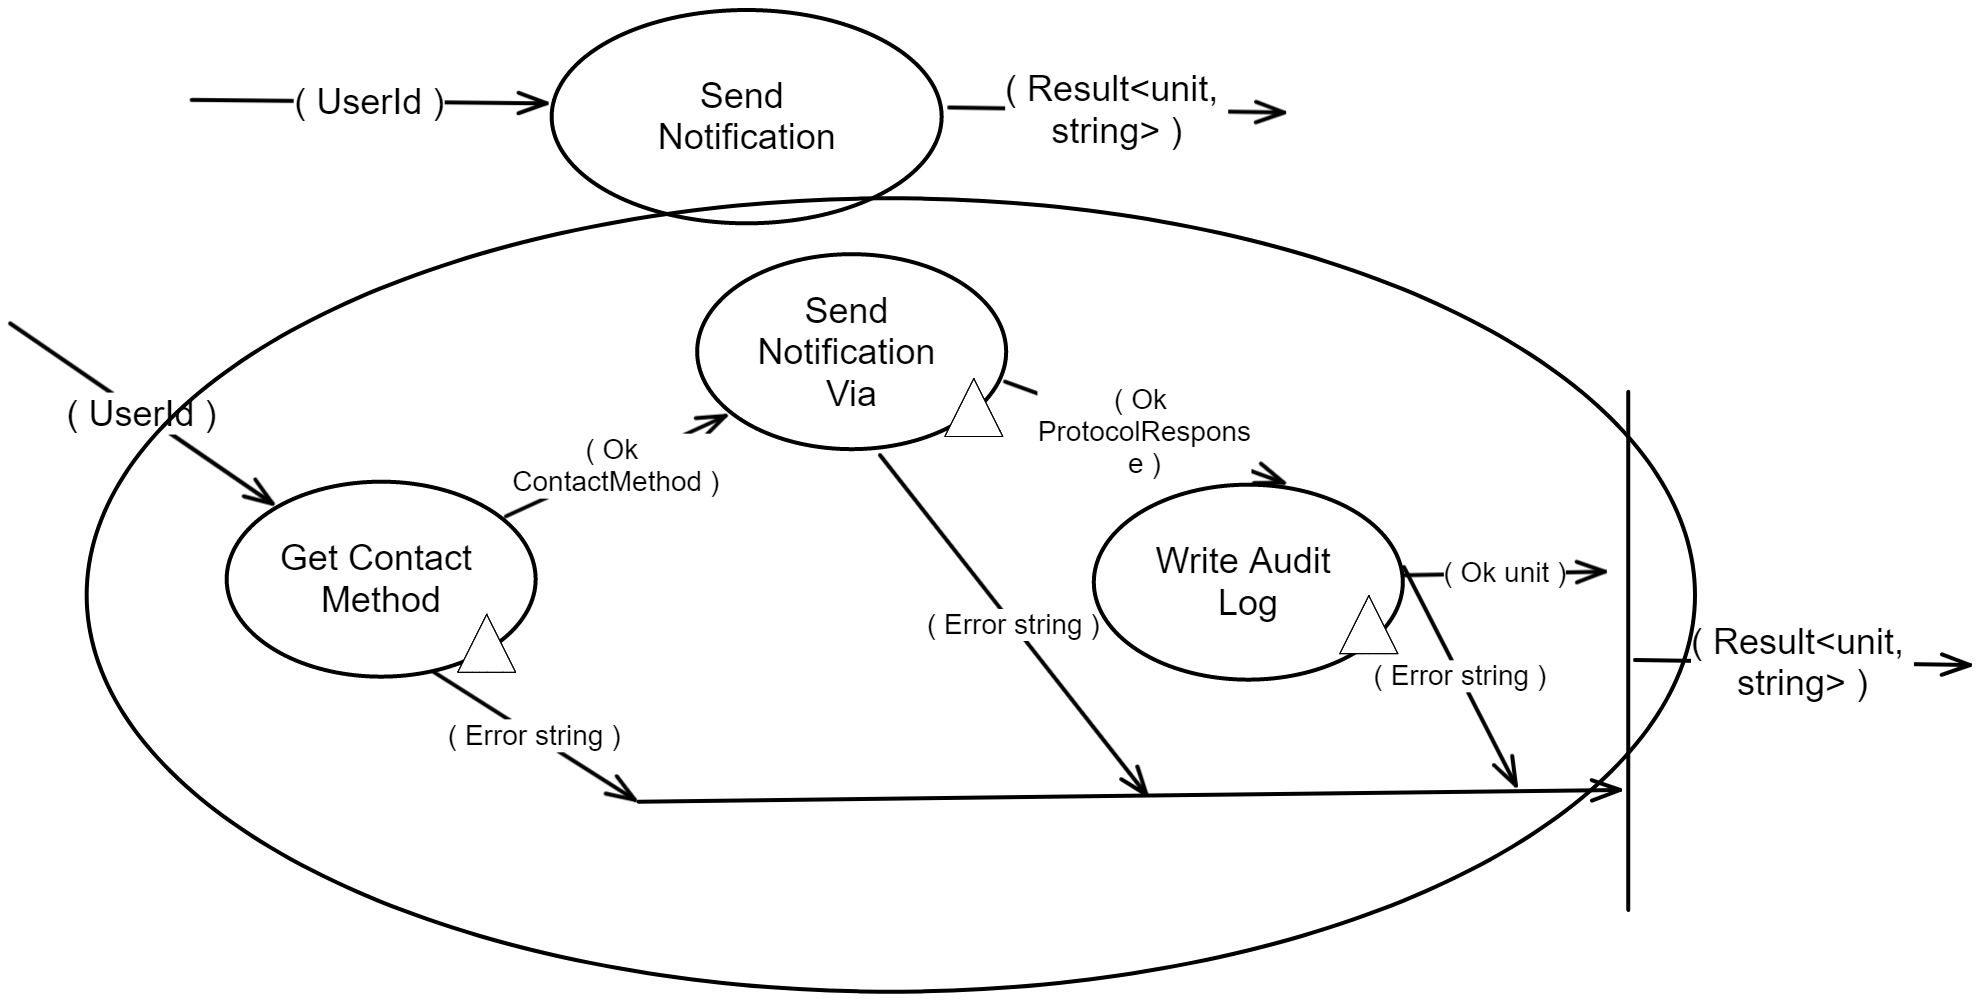 ( UserId )
Send
Notification
( Result<unit,
string> )
( UserId )
Send
Notification
Via
( Ok
ContactMethod )
( Ok
ProtocolRespons
e )
Get Contact
Method
Write Audit
Log
( Ok unit )
( Error string )
( Error string )
( Error string )
( Result<unit,
string> )